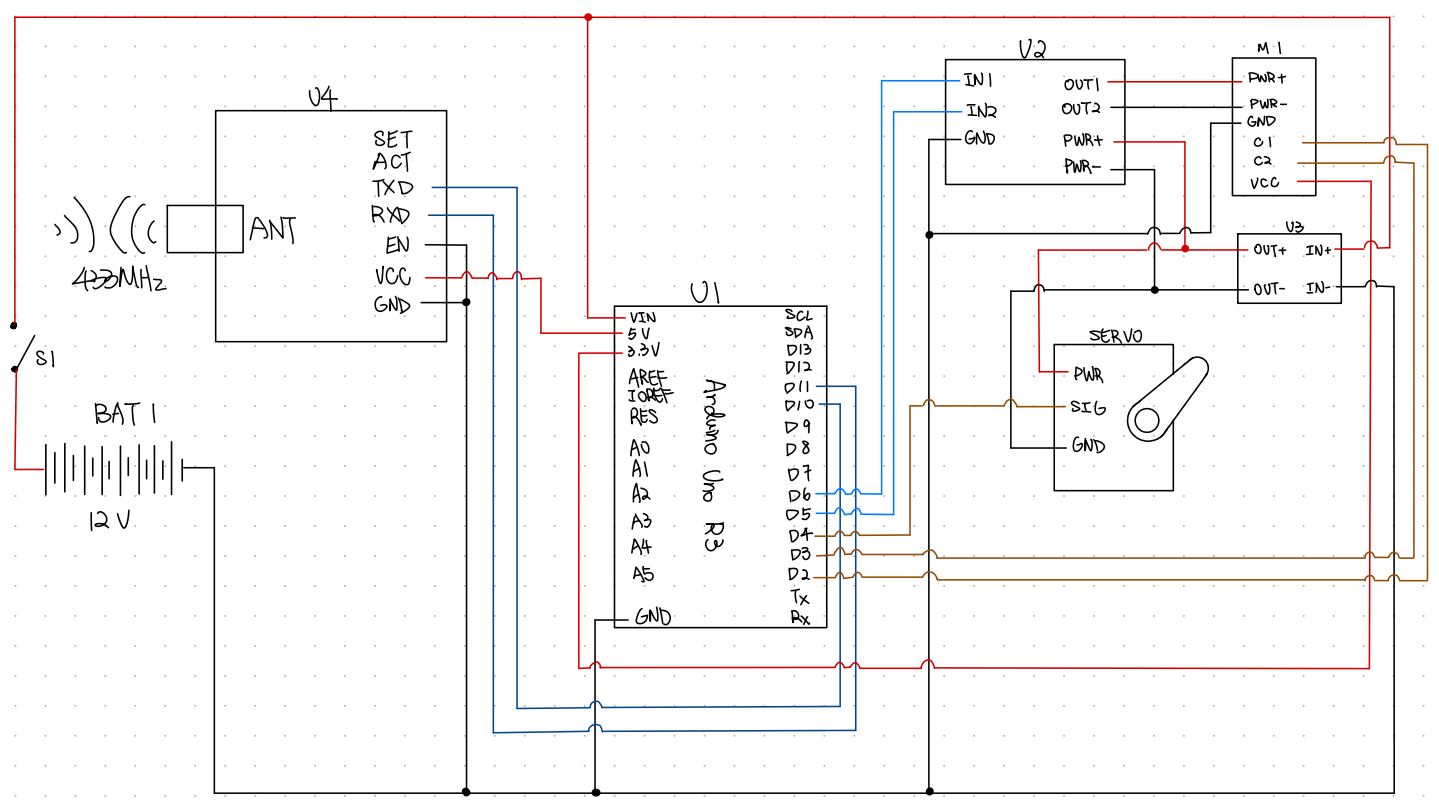 U4
SET
ACT
TXD
RXD
EN
VCC
GND
ANT
433MHz
S1
BAT 1
12V
U1
VIN
5V
3.3V
AREF
IOREF
RES
A0
A1
A2
A3
A4
A5
GND
Arduino Uno R3
SCL
SDA
D13
D12
D11
D10
D9
D8
D7
D6
D5
D4
D3
D2
Tx
Rx
U2
IN1
IN2
GND
OUT1
OUT2
PWR+
PWR-
M1
PWR+
PWR-
GND
C1
C2
VCC
U3
OUT+
IN+
OUT-
IN-
SERVO
PWR
SIG
GND